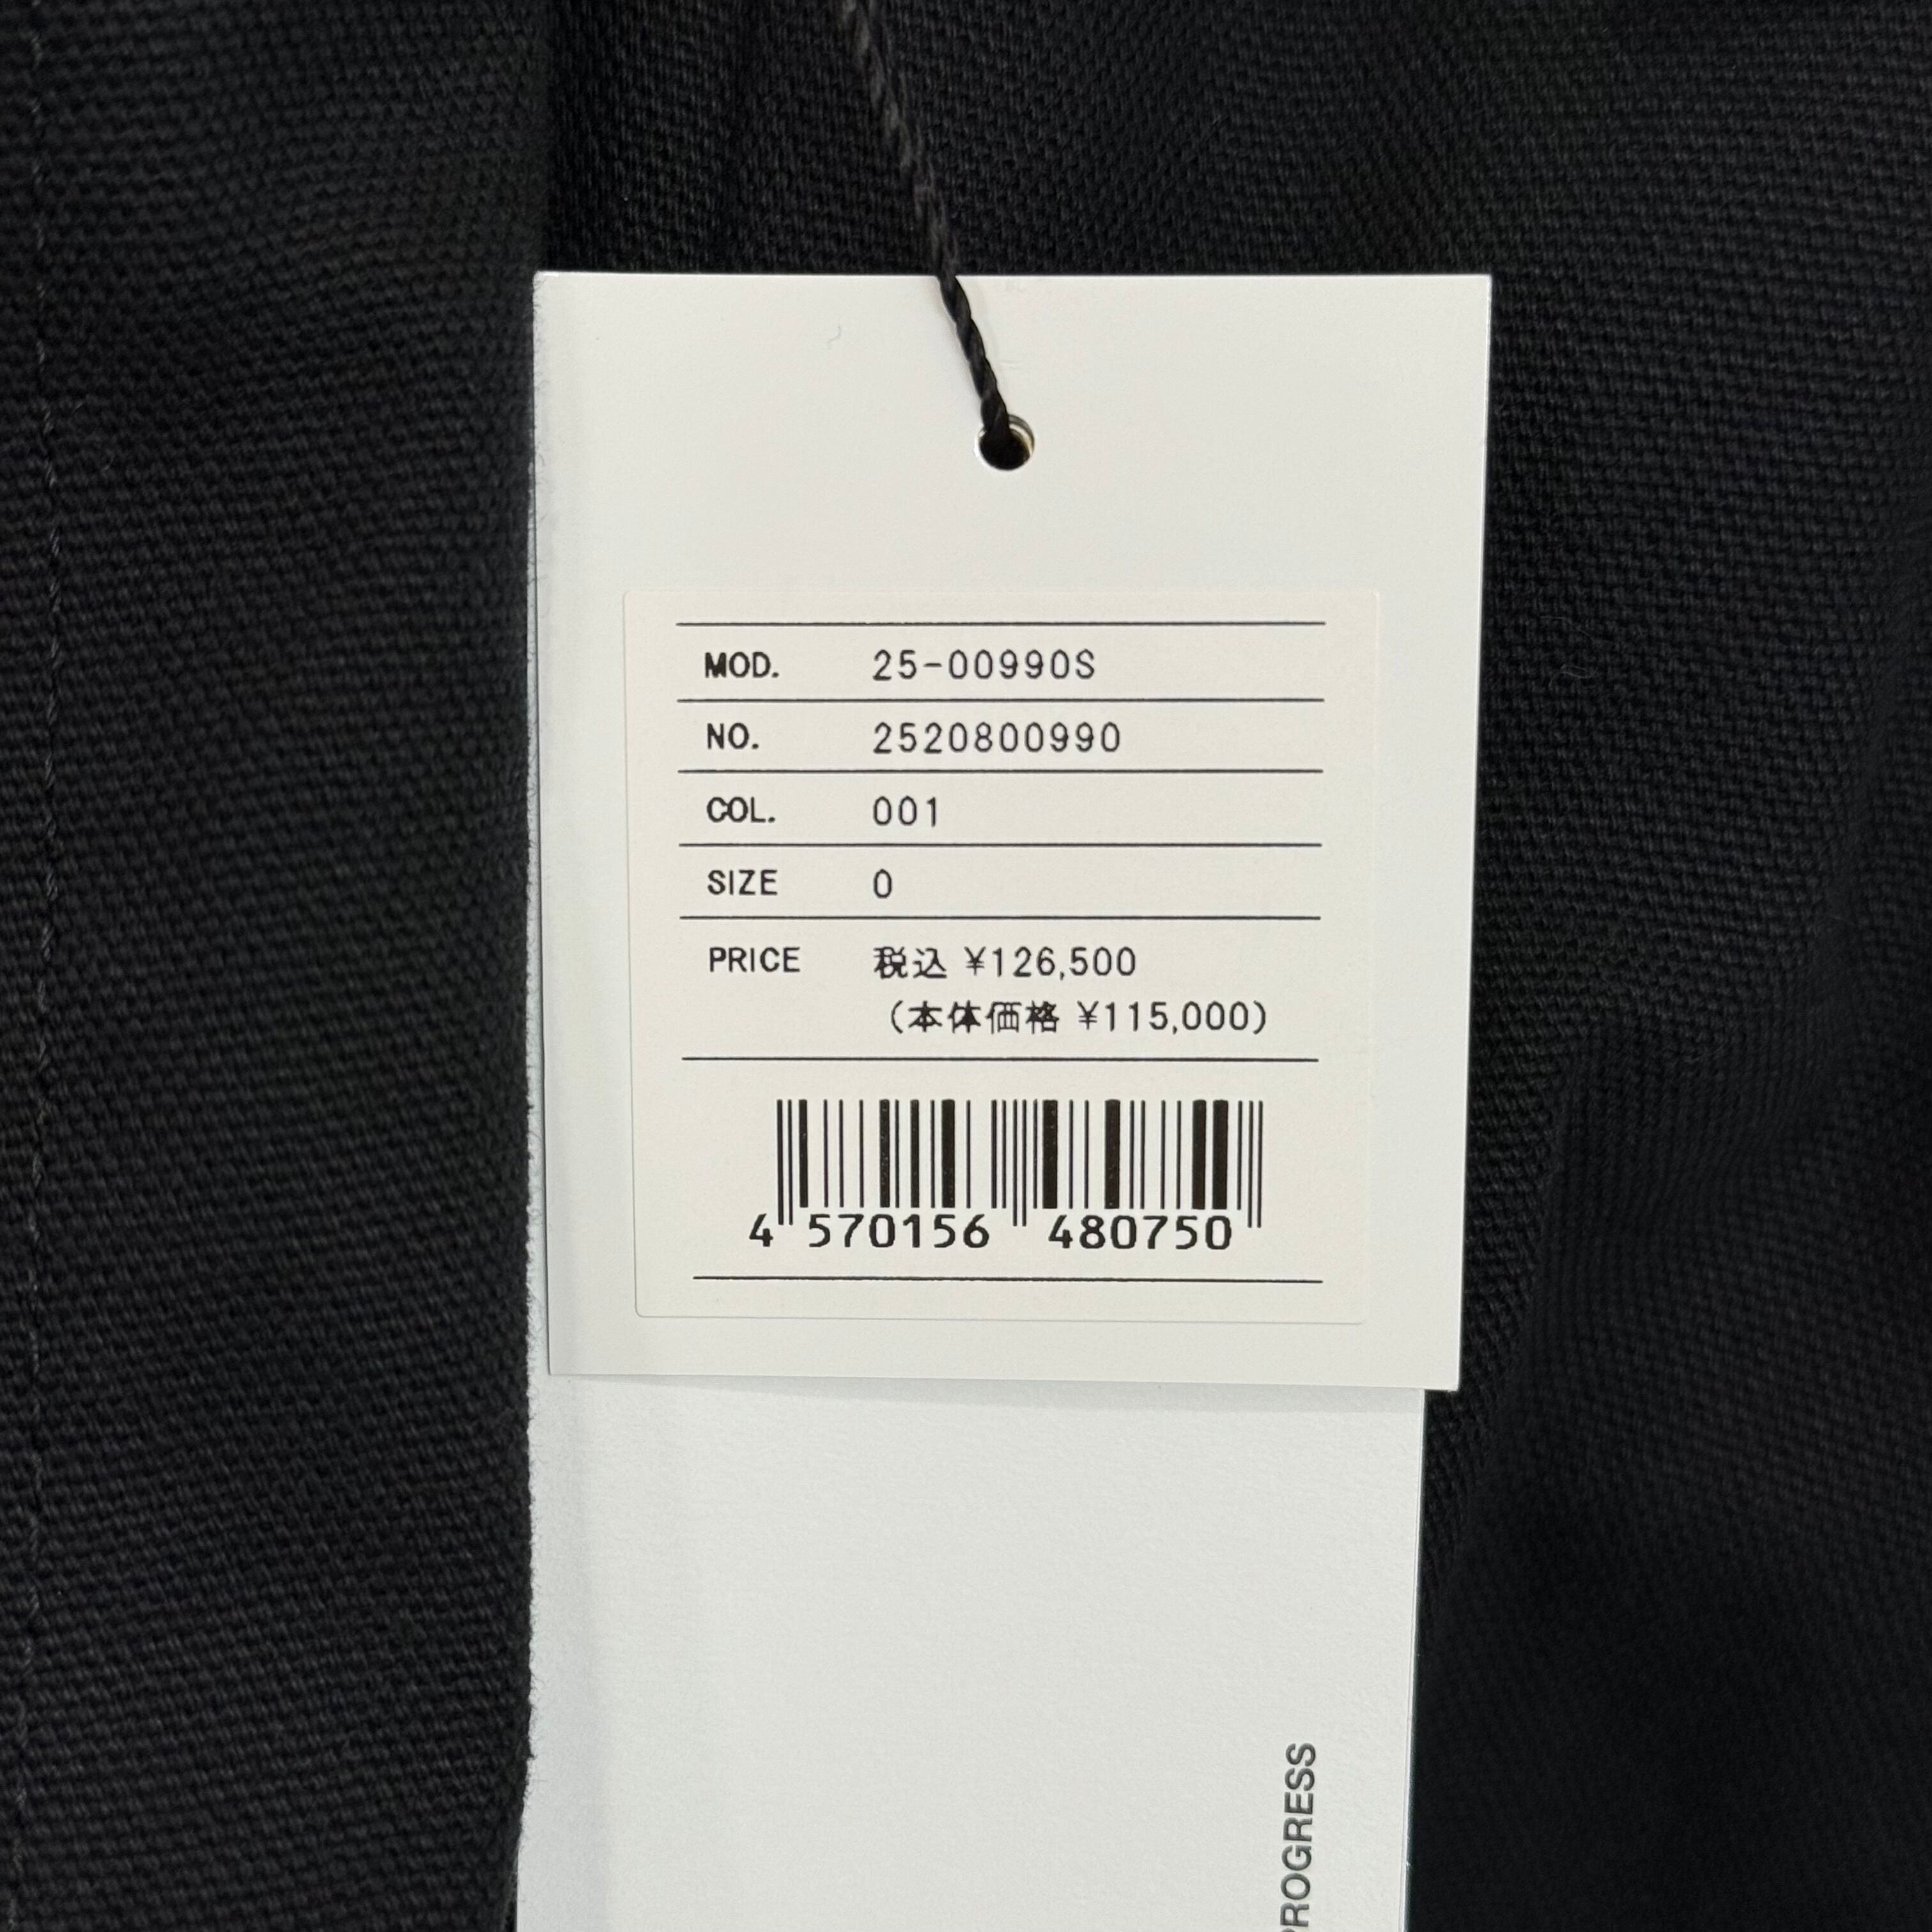 MOD. 25-00990S
NO. 2520800990
COL. 001
SIZE 0
PRICE 税込 ¥126,500
(本体価格 ¥115,000)
4 570156 480750
PROGRESS